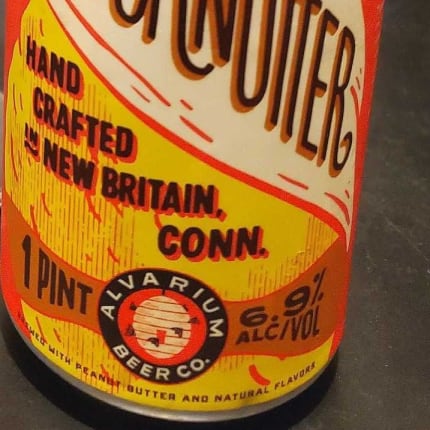 HAND
CRAFTED
IN NEW BRITAIN,
CONN.
1 PINT
ALVARIUM
BEER CO.
6.9%
ALC/VOL
WITH PEANUT BUTTER AND NATURAL FLAVORS